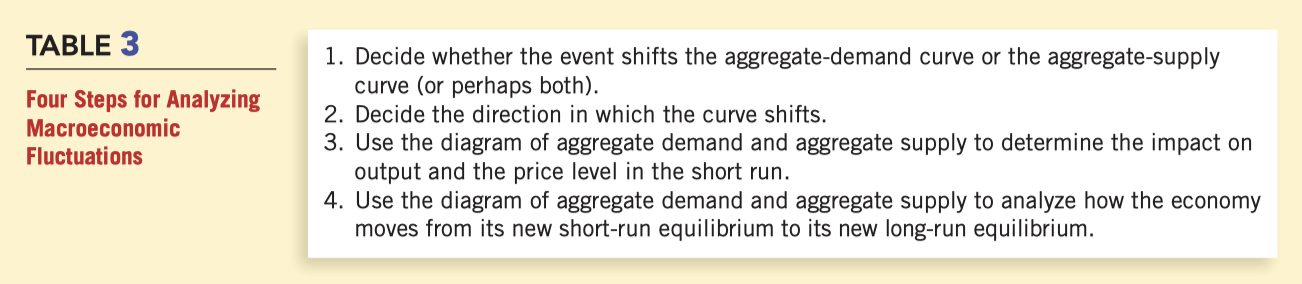 TABLE 3
Four Steps for Analyzing
Macroeconomic
Fluctuations
1. Decide whether the event shifts the aggregate-demand curve or the aggregate-supply
curve (or perhaps both).
2. Decide the direction in which the curve shifts.
3. Use the diagram of aggregate demand and aggregate supply to determine the impact on
output and the price level in the short run.
4. Use the diagram of aggregate demand and aggregate supply to analyze how the economy
moves from its new short-run equilibrium to its new long-run equilibrium.